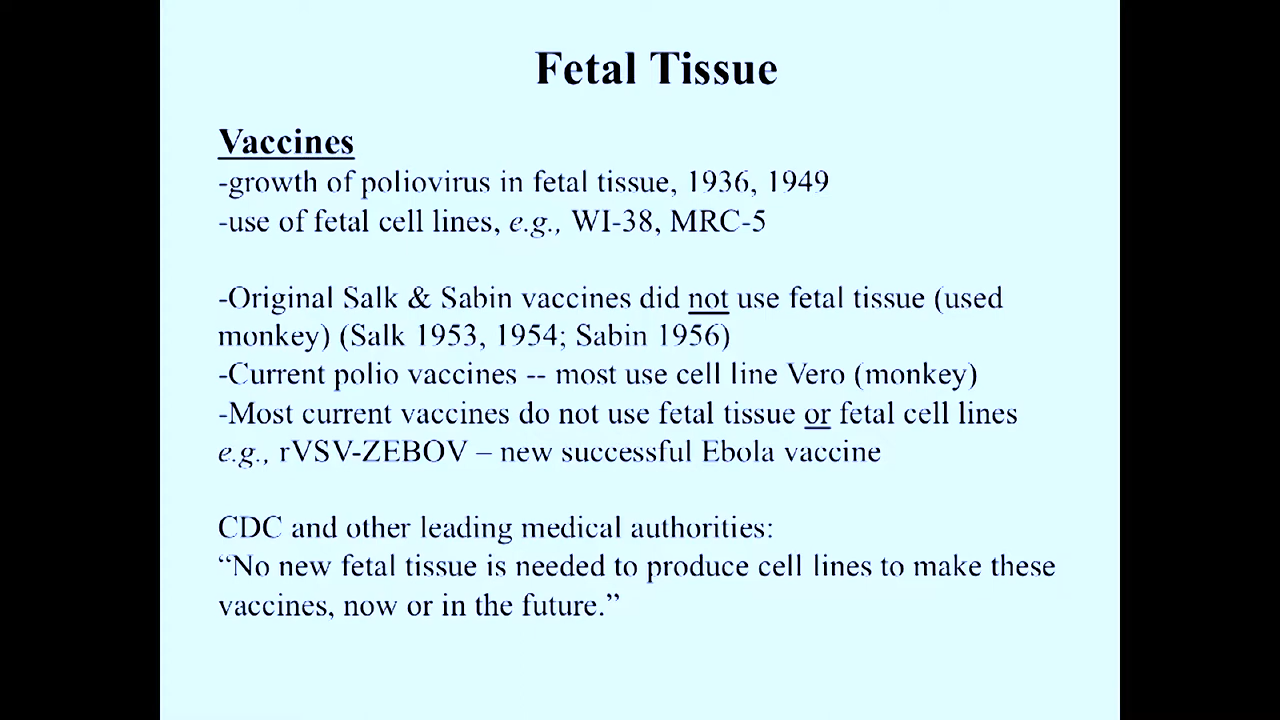 Fetal Tissue
Vaccines
-growth of poliovirus in fetal tissue, 1936, 1949
-use of fetal cell lines, e.g., WI-38, MRC-5
-Original Salk & Sabin vaccines did not use fetal tissue (used
monkey) (Salk 1953, 1954; Sabin 1956)
-Current polio vaccines -- most use cell line Vero (monkey)
-Most current vaccines do not use fetal tissue or fetal cell lines
e.g., rVSV-ZEBOV – new successful Ebola vaccine
CDC and other leading medical authorities:
“No new fetal tissue is needed to produce cell lines to make these
vaccines, now or in the future.”